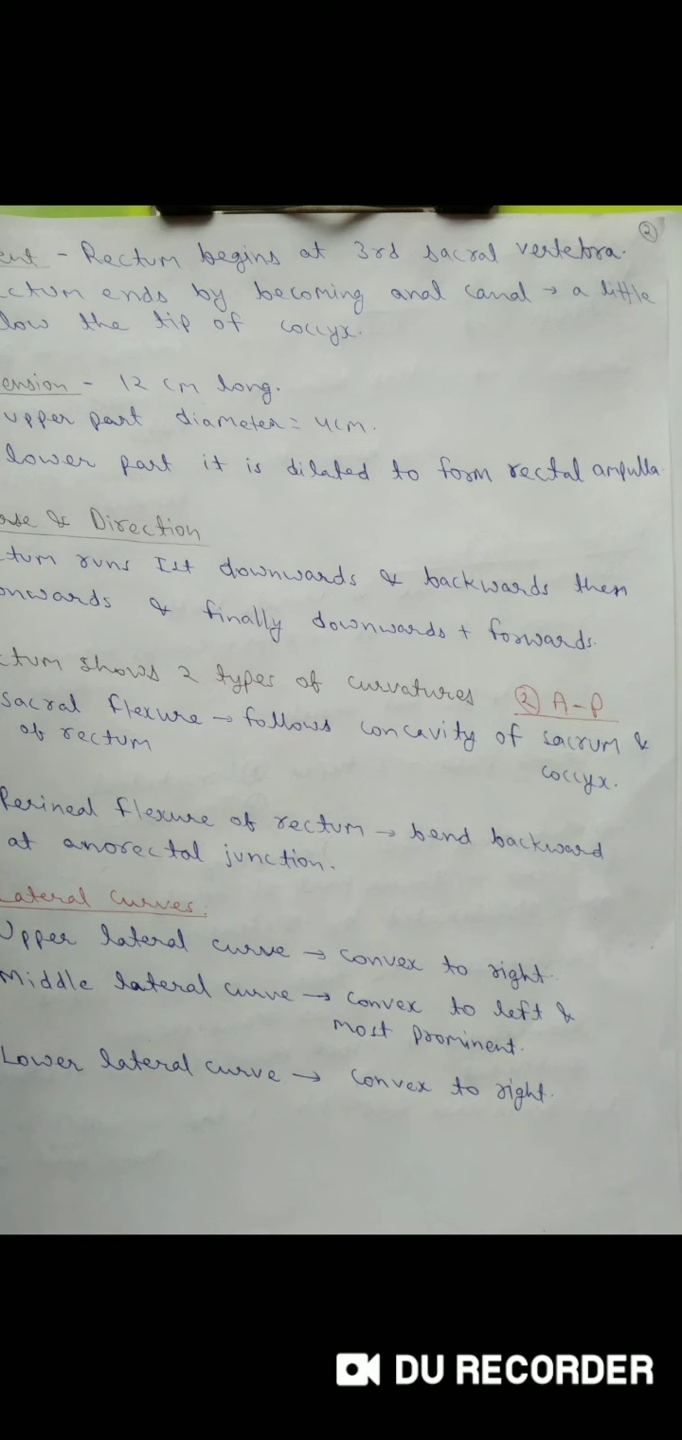 ②
ent - Rectum begins at 3rd sacral vertebra.
ctum ends by becoming anal canal → a little
low the tip of coccyx.
ension - 12 cm long.
upper part diameter = 4cm.
lower part it is dilated to form rectal ampulla.
rse & Direction
tum runs Ist downwards & backwards then
onwards & finally downwards + forwards.
ctum shows 2 types of curvatures ② A-P
sacral flexure → follows concavity of sacrum &
of rectum
coccyx.
Perineal flexure of rectum → bend backward
at anorectal junction.
Lateral Curves.
Upper lateral curve → convex to right.
Middle lateral curve → convex to left &
most prominent.
Lower lateral curve → convex to right.
DU RECORDER